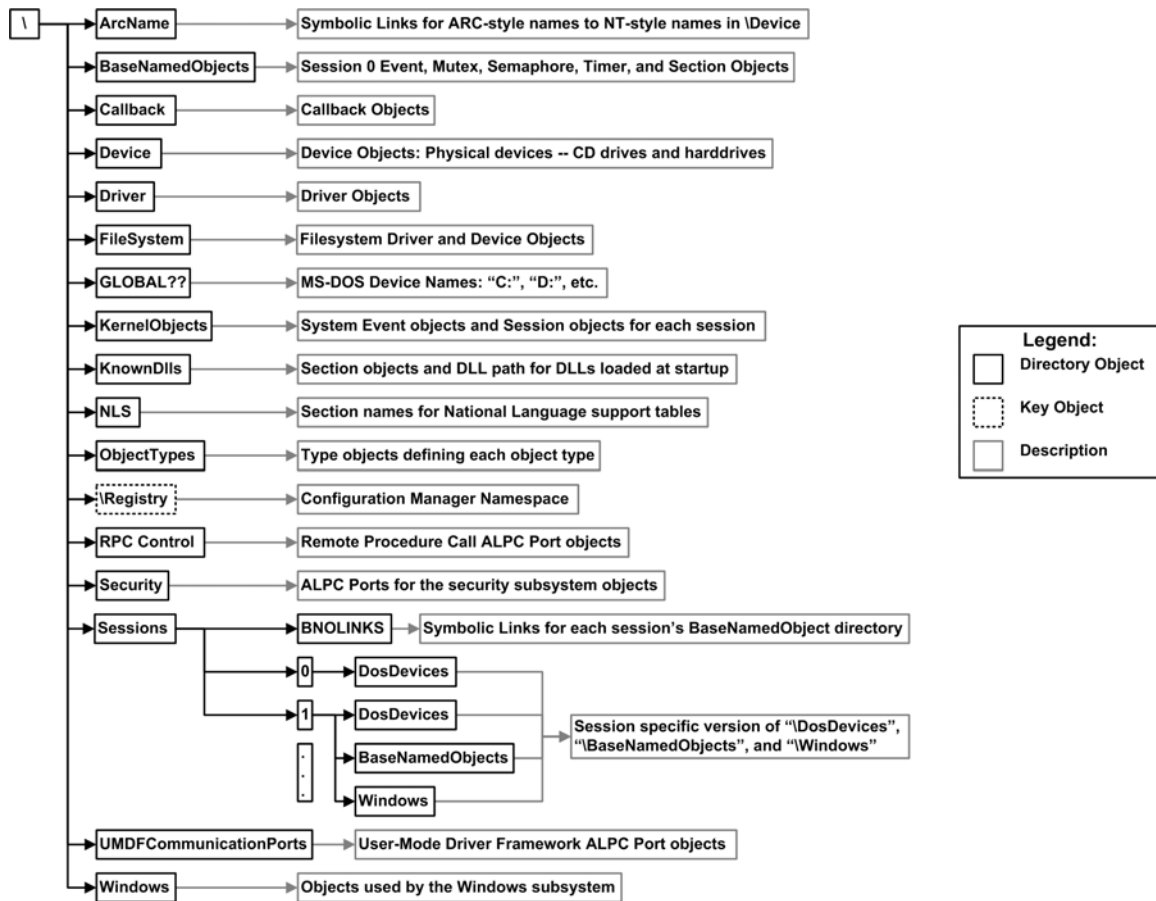 \
ArcName
Symbolic Links for ARC-style names to NT-style names in \Device
BaseNamedObjects
Session 0 Event, Mutex, Semaphore, Timer, and Section Objects
Callback
Callback Objects
Device
Device Objects: Physical devices -- CD drives and harddrives
Driver
Driver Objects
FileSystem
Filesystem Driver and Device Objects
GLOBAL??
MS-DOS Device Names: “C:”, “D:”, etc.
KernelObjects
System Event objects and Session objects for each session
KnownDlls
Section objects and DLL path for DLLs loaded at startup
NLS
Section names for National Language support tables
ObjectTypes
Type objects defining each object type
\Registry
Configuration Manager Namespace
RPC Control
Remote Procedure Call ALPC Port objects
Security
ALPC Ports for the security subsystem objects
Sessions
BNOLINKS
Symbolic Links for each session’s BaseNamedObject directory
0
DosDevices
1
DosDevices
BaseNamedObjects
Windows
.
.
.
Session specific version of “\DosDevices”,
“\BaseNamedObjects”, and “\Windows”
UMDFCommunicationPorts
User-Mode Driver Framework ALPC Port objects
Windows
Objects used by the Windows subsystem
Legend:
Directory Object
Key Object
Description